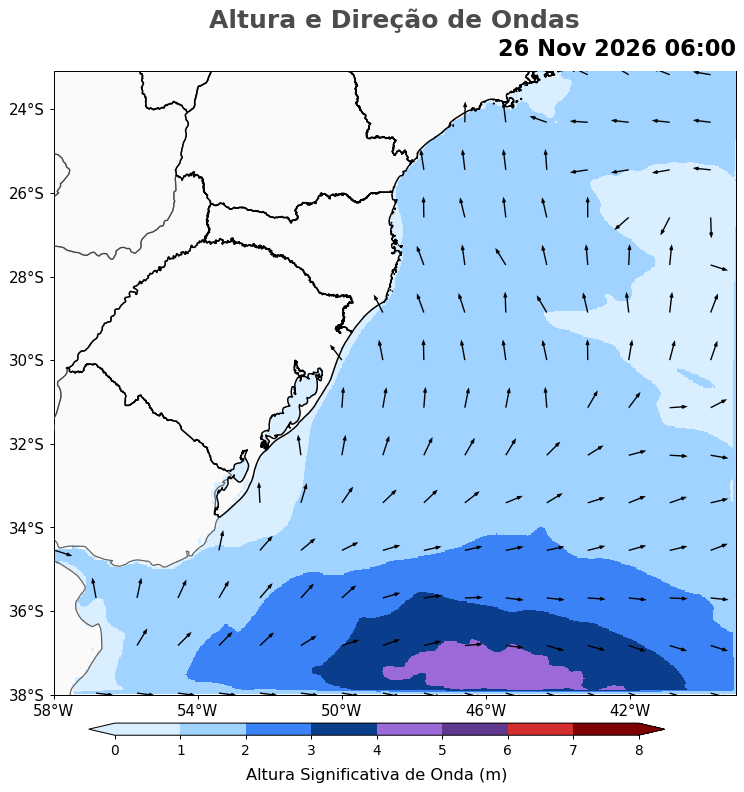 Altura e Direção de Ondas
26 Nov 2026 06:00
24°S
26°S
28°S
30°S
32°S
34°S
36°S
38°S
58°W 54°W 50°W 46°W 42°W
0 1 2 3 4 5 6 7 8
Altura Significativa de Onda (m)